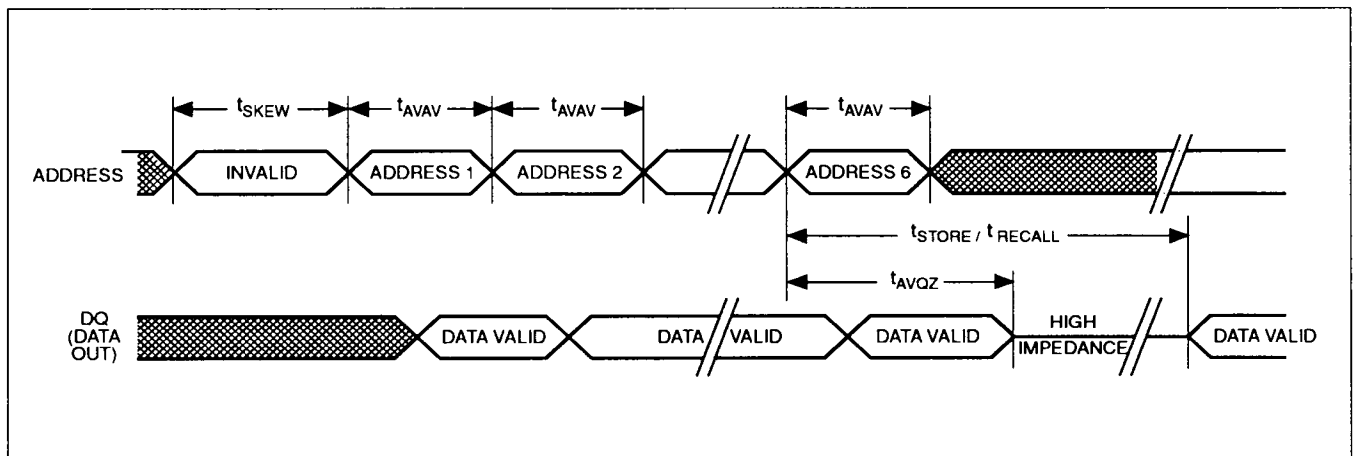 tSKEW tAVAV tAVAV tAVAV
ADDRESS INVALID ADDRESS 1 ADDRESS 2 ADDRESS 6
tSTORE / tRECALL
tAVQZ
DQ
(DATA
OUT)
DATA VALID DATA VALID DATA VALID
HIGH
IMPEDANCE
DATA VALID